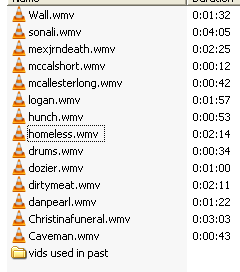 Name Duration
Wall.wmv 0:01:32
sonali.wmv 0:04:05
mexjrndeath.wmv 0:02:25
mccalshort.wmv 0:00:12
mcallesterlong.wmv 0:00:42
logan.wmv 0:01:57
hunch.wmv 0:00:53
homeless.wmv 0:02:14
drums.wmv 0:00:34
dozier.wmv 0:01:00
dirtymeat.wmv 0:02:11
danpearl.wmv 0:01:22
Christinafuneral.wmv 0:03:03
Caveman.wmv 0:00:43
vids used in past